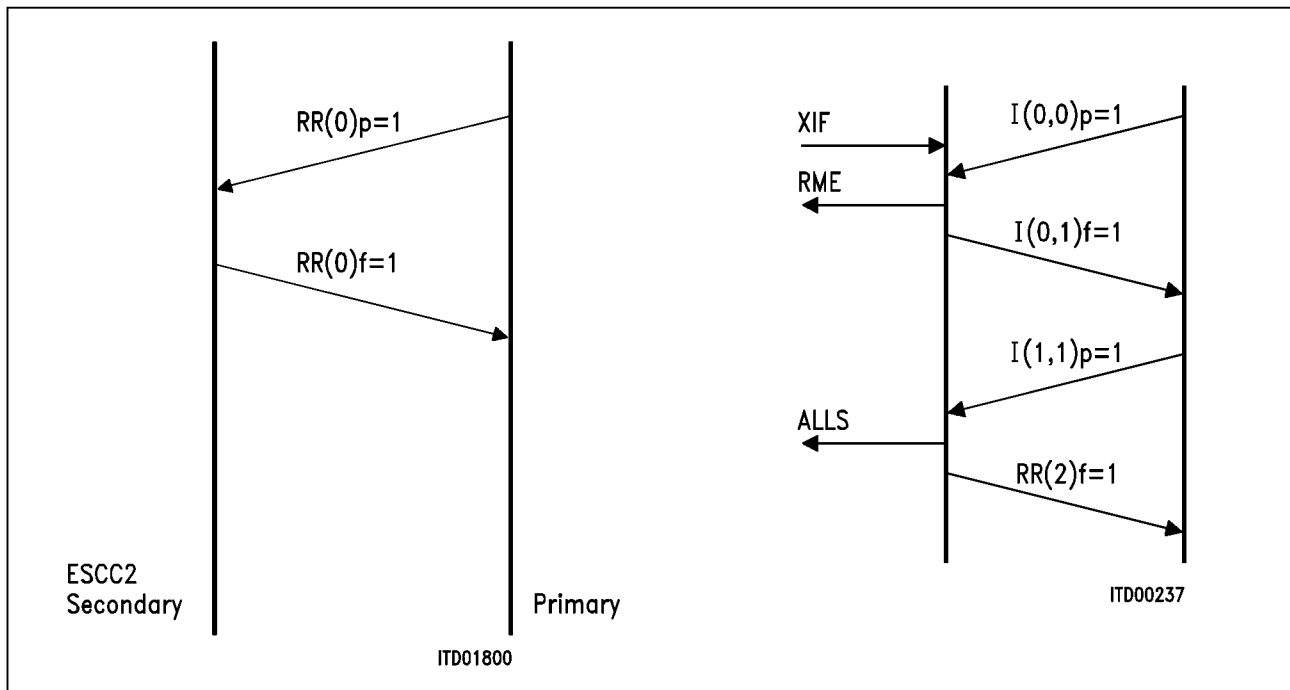 RR(0)p=1
RR(0)f=1
ESCC2
Secondary
Primary
ITD01800
XIF
I(0,0)p=1
RME
I(0,1)f=1
I(1,1)p=1
ALLS
RR(2)f=1
ITD00237